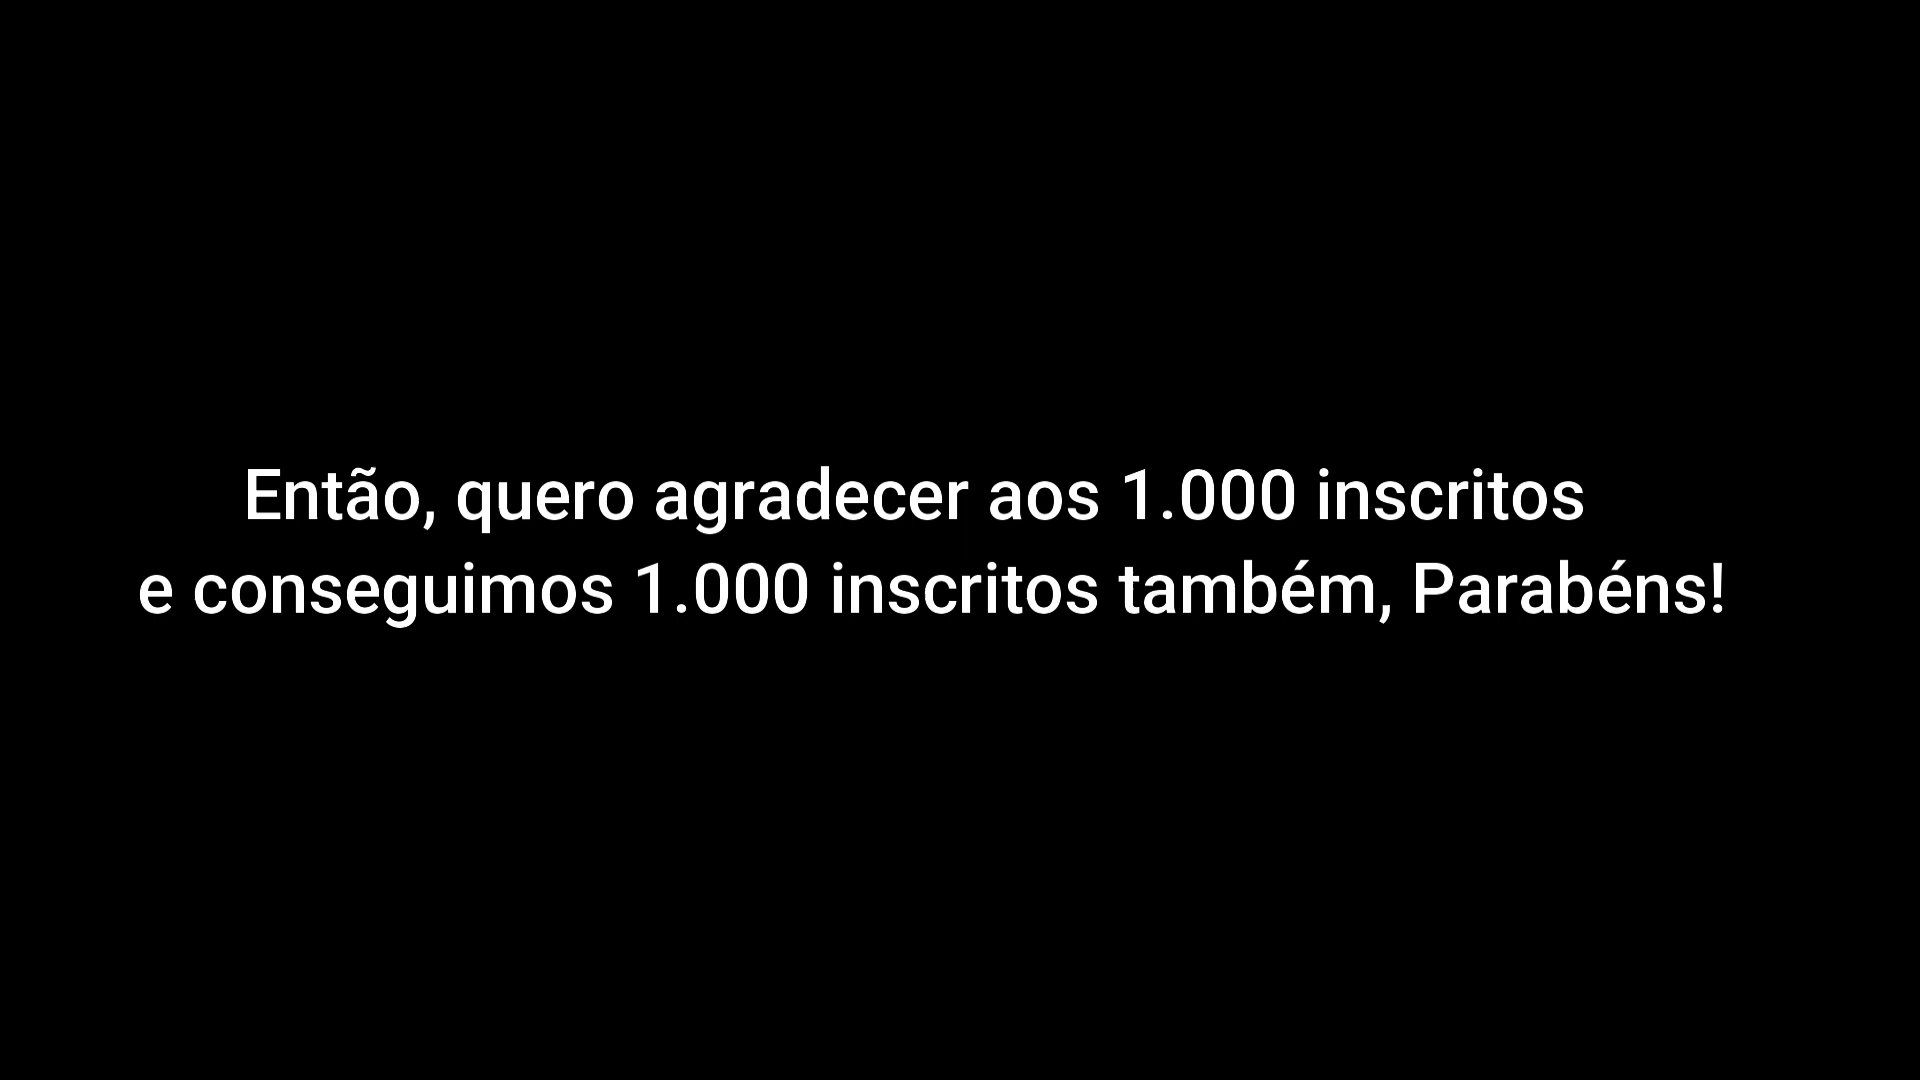 Então, quero agradecer aos 1.000 inscritos
e conseguimos 1.000 inscritos também, Parabéns!